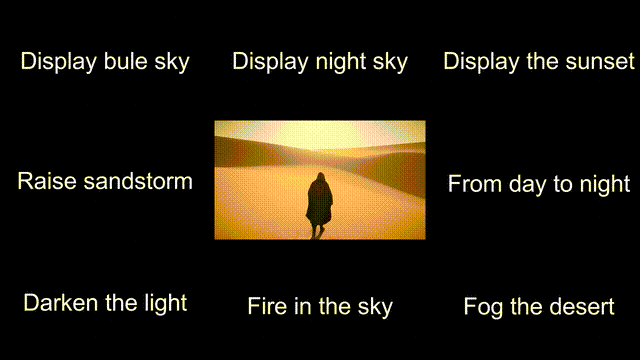 Display bule sky
Display night sky
Display the sunset
Raise sandstorm
From day to night
Darken the light
Fire in the sky
Fog the desert